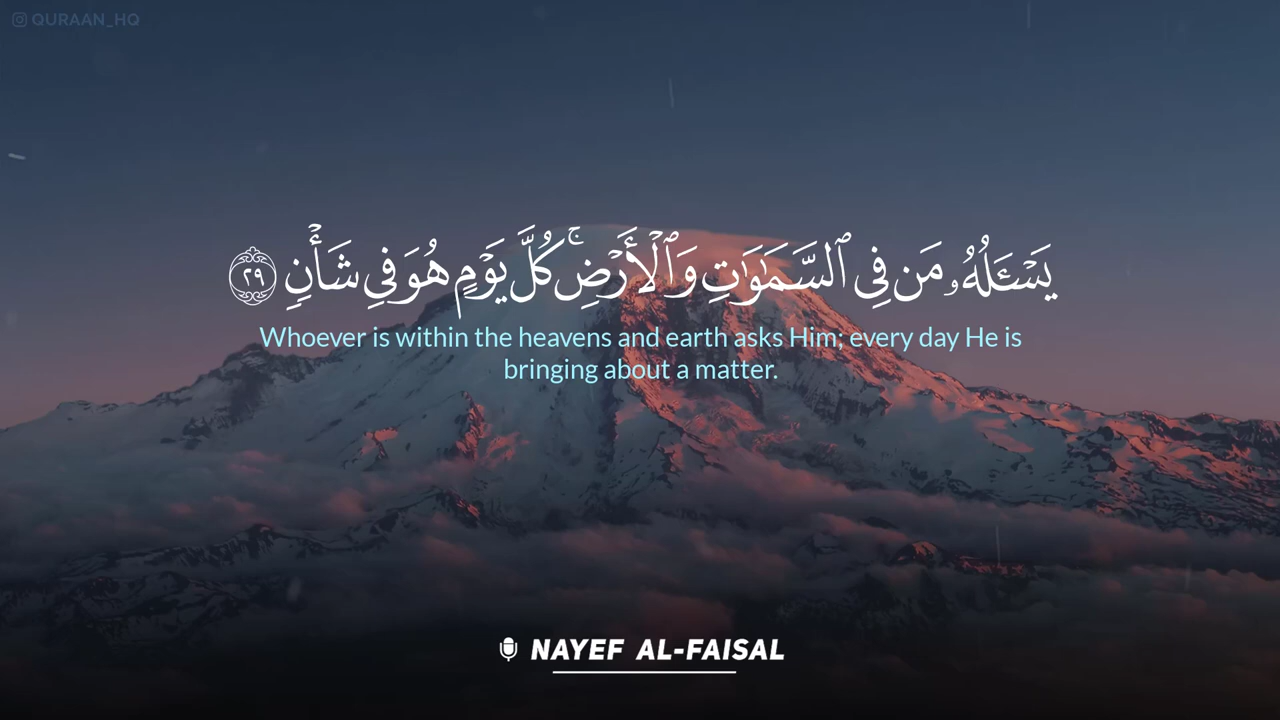 QURAAN_HQ
يَسْـَٔلُهُۥ مَن فِى ٱلسَّمَـٰوَٰتِ وَٱلْأَرْضِ ۚ كُلَّ يَوْمٍ هُوَ فِى شَأْنٍ ٢٩
Whoever is within the heavens and earth asks Him; every day He is
bringing about a matter.
NAYEF AL-FAISAL